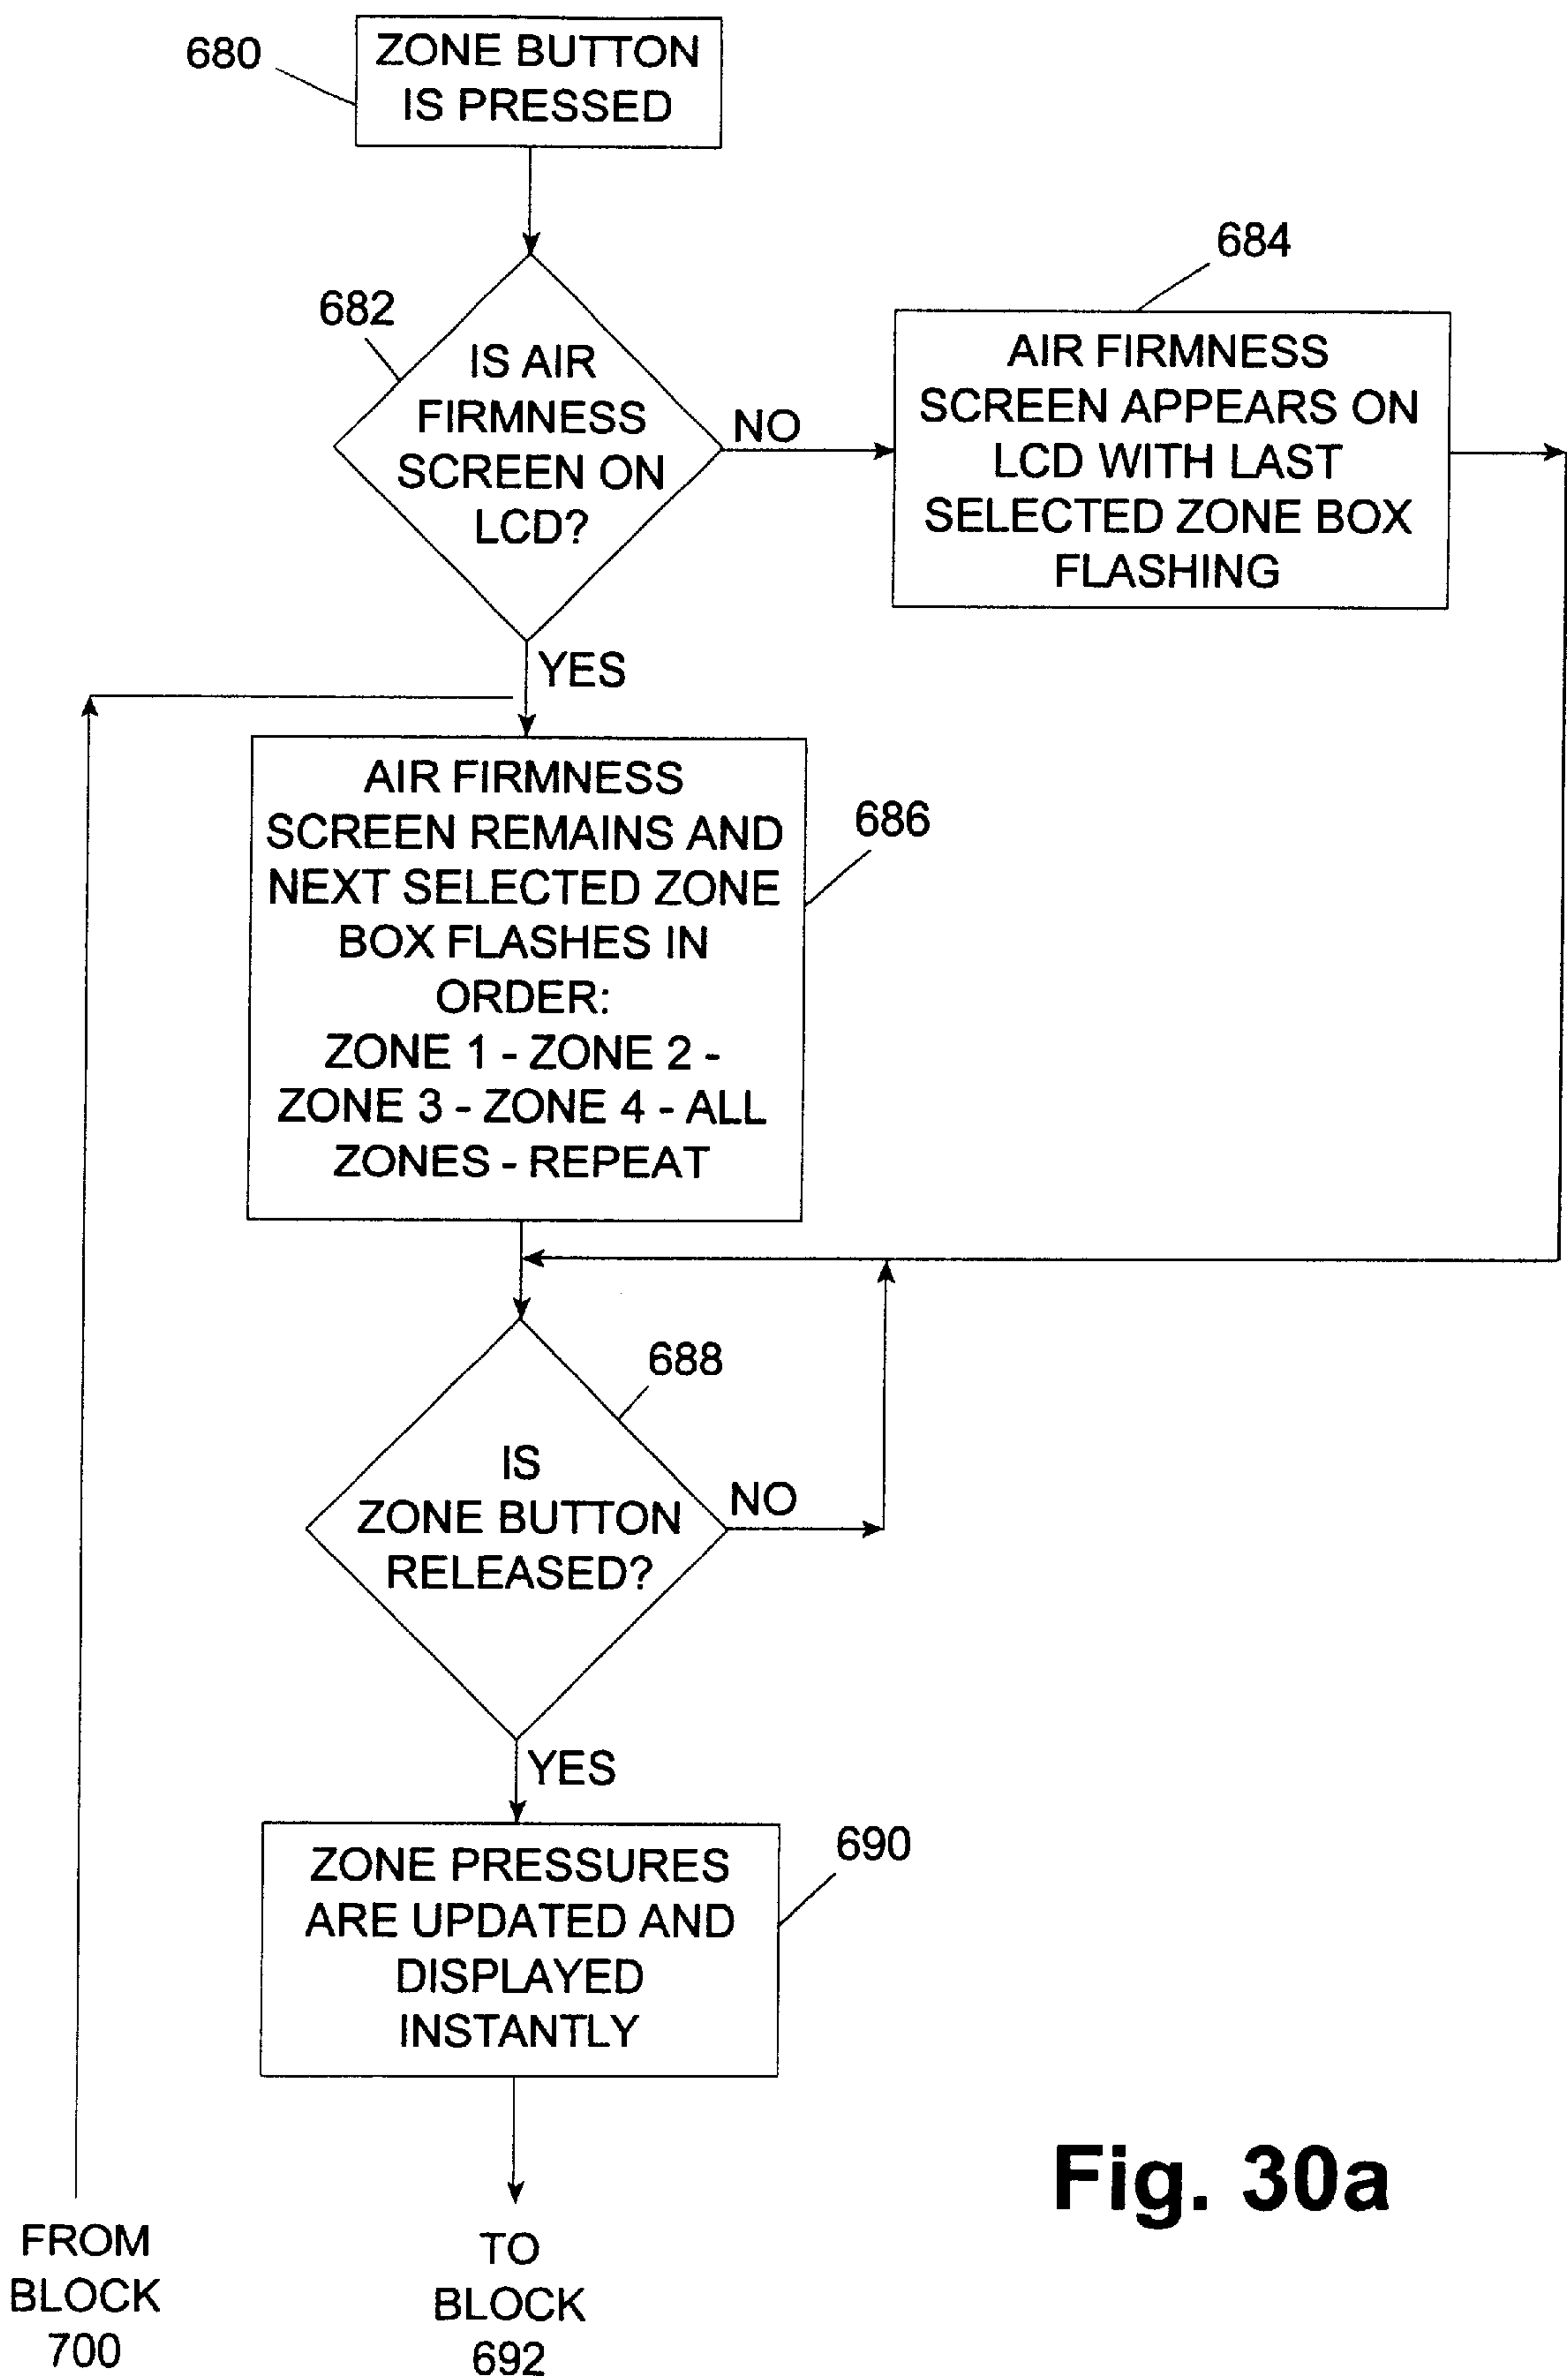 680
ZONE BUTTON
IS PRESSED
682
IS AIR
FIRMNESS
SCREEN ON
LCD?
NO
684
AIR FIRMNESS
SCREEN APPEARS ON
LCD WITH LAST
SELECTED ZONE BOX
FLASHING
YES
AIR FIRMNESS
SCREEN REMAINS AND
NEXT SELECTED ZONE
BOX FLASHES IN
ORDER:
ZONE 1 - ZONE 2 -
ZONE 3 - ZONE 4 - ALL
ZONES - REPEAT
686
688
IS
ZONE BUTTON
RELEASED?
NO
YES
ZONE PRESSURES
ARE UPDATED AND
DISPLAYED
INSTANTLY
690
FROM
BLOCK
700
TO
BLOCK
692
Fig. 30a